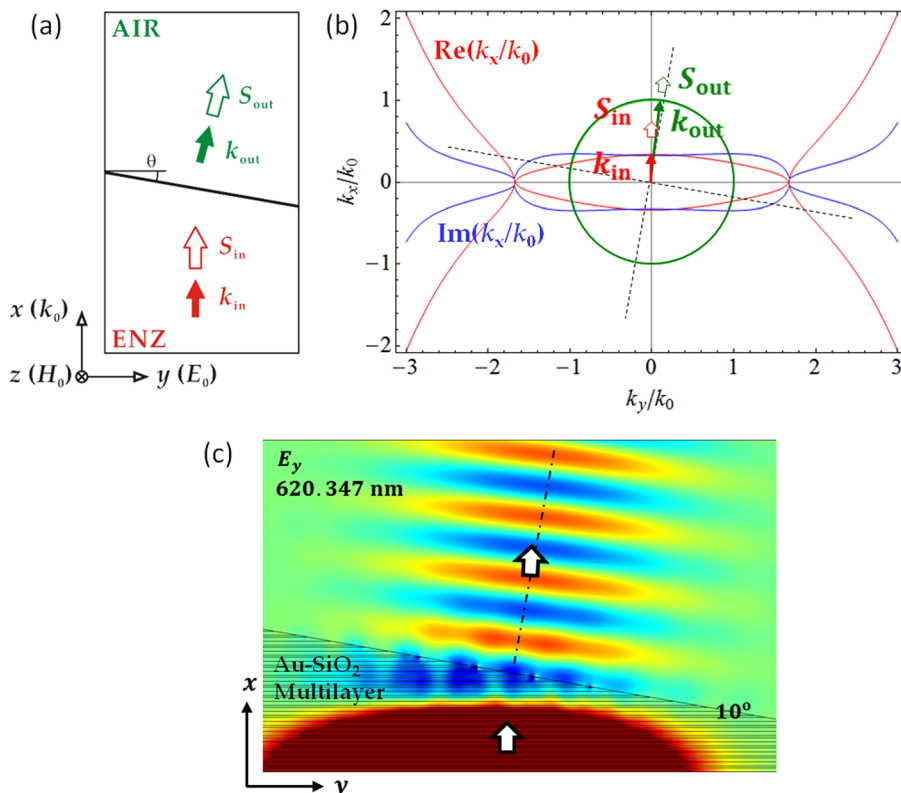 (a)
AIR
S_out
k_out
θ
S_in
k_in
x (k_0)
ENZ
z (H_0)
y (E_0)
(b)
2
1
0
−1
−2
k_x/k_0
Re(k_x/k_0)
S_out
S_in
k_out
k_in
Im(k_x/k_0)
−3
−2
−1
0
1
2
3
k_y/k_0
(c)
E_y
620.347 nm
Au-SiO₂
Multilayer
10°
x
y